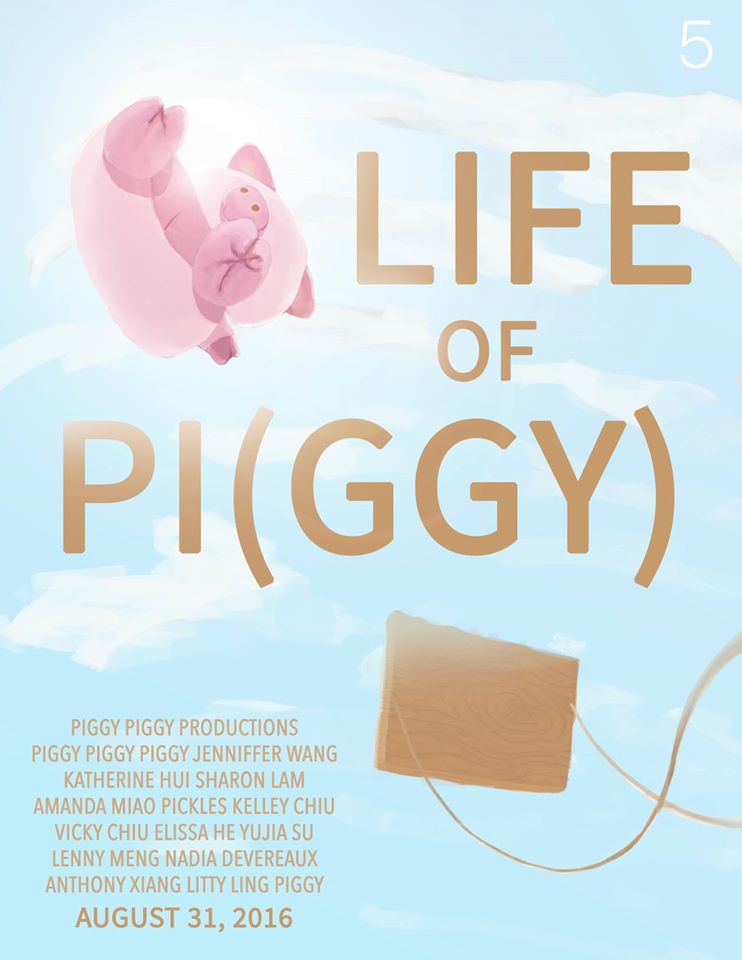 5
LIFE
OF
PI(GGY)
PIGGY PIGGY PRODUCTIONS
PIGGY PIGGY PIGGY JENNIFFER WANG
KATHERINE HUI SHARON LAM
AMANDA MIAO PICKLES KELLEY CHIU
VICKY CHIU ELISSA HE YUJIA SU
LENNY MENG NADIA DEVEREAUX
ANTHONY XIANG LITTY LING PIGGY
AUGUST 31, 2016